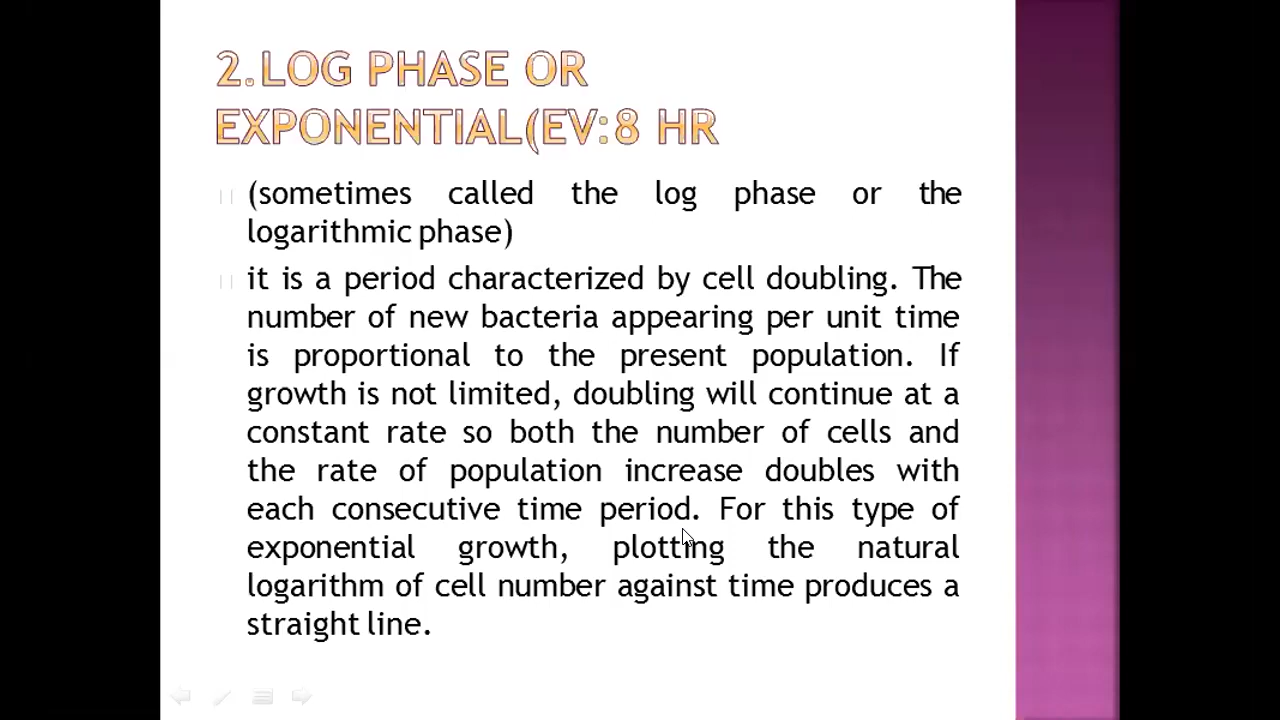 2.LOG PHASE OR
EXPONENTIAL(EV:8 HR
(sometimes called the log phase or the
logarithmic phase)
it is a period characterized by cell doubling. The
number of new bacteria appearing per unit time
is proportional to the present population. If
growth is not limited, doubling will continue at a
constant rate so both the number of cells and
the rate of population increase doubles with
each consecutive time period. For this type of
exponential growth, plotting the natural
logarithm of cell number against time produces a
straight line.